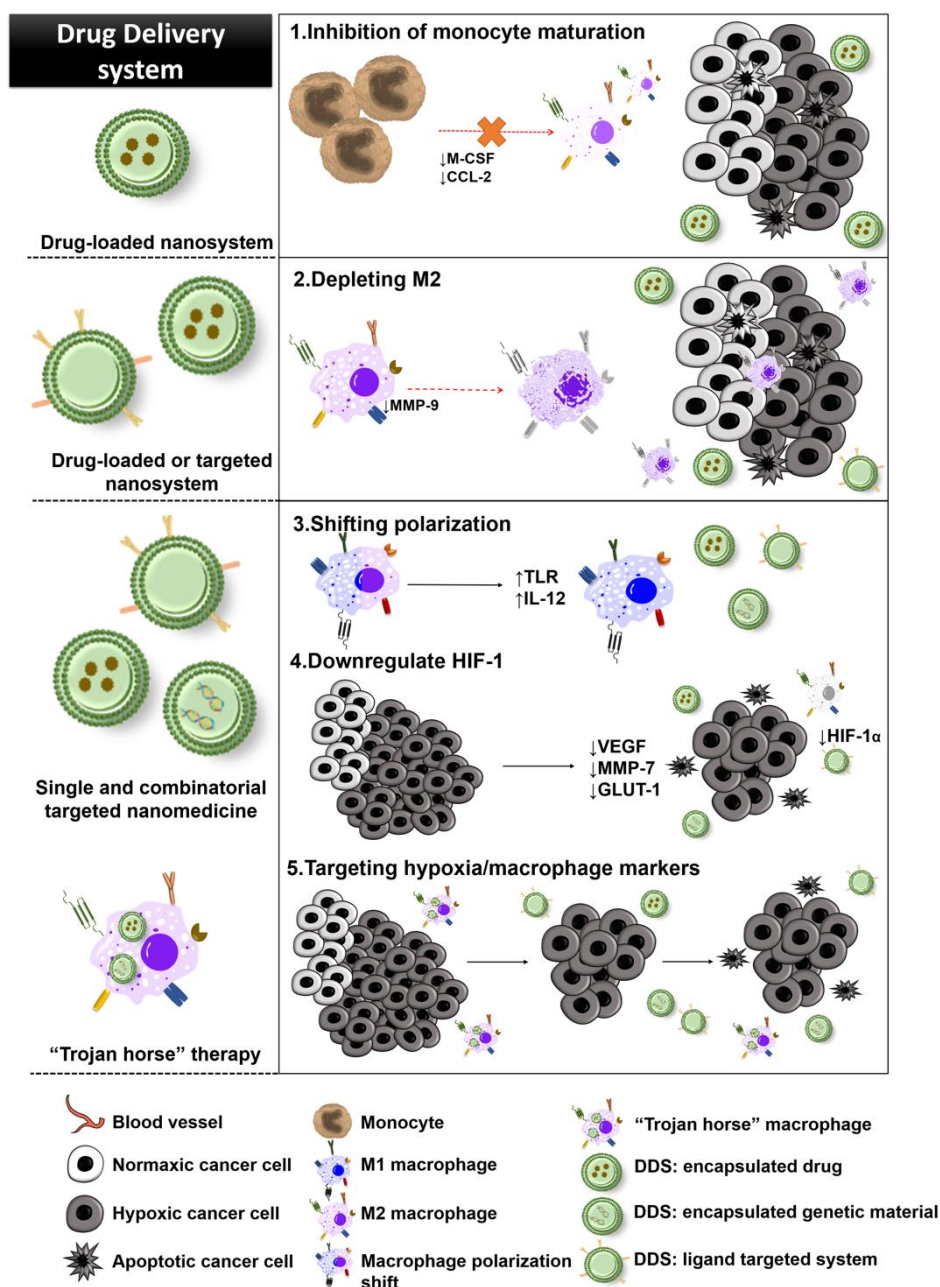 Drug Delivery
system
Drug-loaded nanosystem
Drug-loaded or targeted
nanosystem
Single and combinatorial
targeted nanomedicine
“Trojan horse” therapy
1.Inhibition of monocyte maturation
↓M-CSF
↓CCL-2
2.Depleting M2
↓MMP-9
3.Shifting polarization
↑TLR
↑IL-12
4.Downregulate HIF-1
↓VEGF
↓MMP-7
↓GLUT-1
↓HIF-1α
5.Targeting hypoxia/macrophage markers
Blood vessel
Normaxic cancer cell
Hypoxic cancer cell
Apoptotic cancer cell
Monocyte
M1 macrophage
M2 macrophage
Macrophage polarization
shift
“Trojan horse” macrophage
DDS: encapsulated drug
DDS: encapsulated genetic material
DDS: ligand targeted system